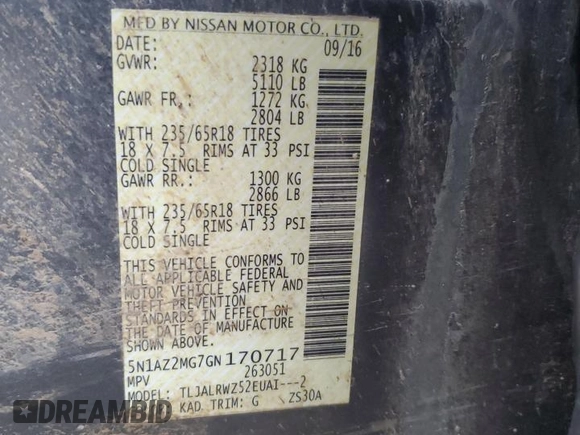 MFD BY NISSAN MOTOR CO., LTD.
DATE: 09/16
GVWR: 2318 KG
5110 LB
GAWR FR.: 1272 KG
2804 LB
WITH 235/65R18 TIRES
18 X 7.5 RIMS AT 33 PSI
COLD SINGLE
GAWR RR.: 1300 KG
2866 LB
WITH 235/65R18 TIRES
18 X 7.5 RIMS AT 33 PSI
COLD SINGLE
THIS VEHICLE CONFORMS TO
ALL APPLICABLE FEDERAL
MOTOR VEHICLE SAFETY AND
THEFT PREVENTION
STANDARDS IN EFFECT ON
THE DATE OF MANUFACTURE
SHOWN ABOVE.
5N1AZ2MG7GN170717
MPV 263051
MODEL: TLJALRWZ52EUAI---2
KAD TRIM: G ZS30A
DREAMBID
dreambid.com